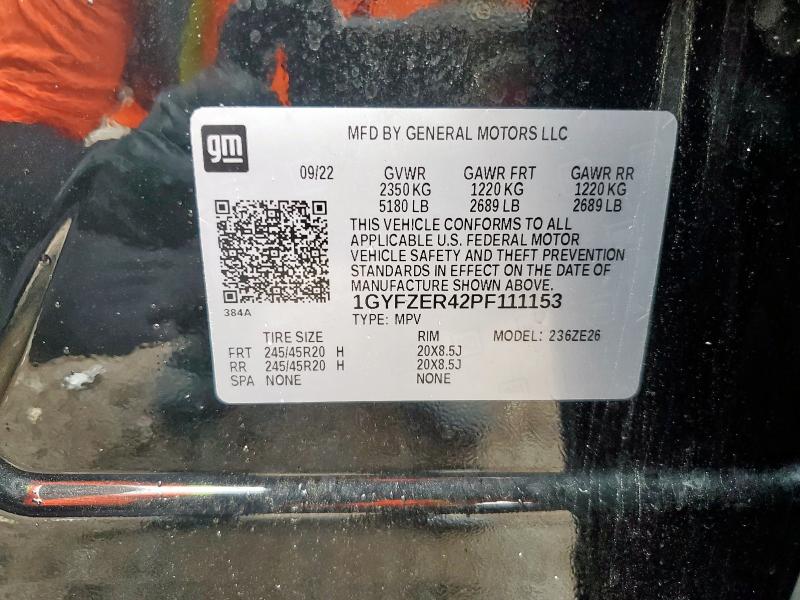 gm
MFD BY GENERAL MOTORS LLC
09/22 GVWR GAWR FRT GAWR RR
2350 KG 1220 KG 1220 KG
5180 LB 2689 LB 2689 LB
THIS VEHICLE CONFORMS TO ALL
APPLICABLE U.S. FEDERAL MOTOR
VEHICLE SAFETY AND THEFT PREVENTION
STANDARDS IN EFFECT ON THE DATE OF
MANUFACTURE SHOWN ABOVE.
1GYFZER42PF111153
384A
TYPE: MPV
TIRE SIZE RIM MODEL: 236ZE26
FRT 245/45R20 H 20X8.5J
RR 245/45R20 H 20X8.5J
SPA NONE NONE